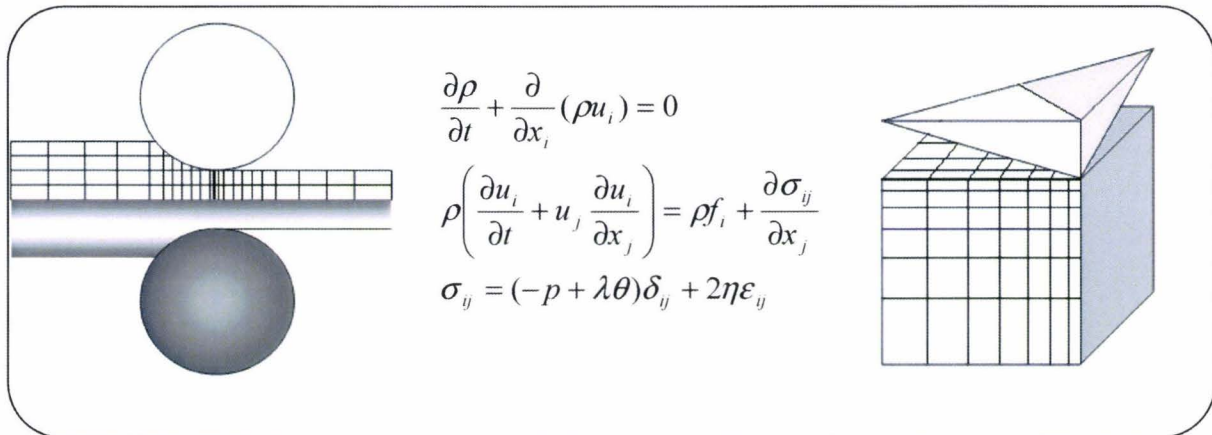 ∂ρ/∂t + ∂/∂x_i (ρu_i) = 0
ρ(∂u_i/∂t + u_j ∂u_i/∂x_j) = ρf_i + ∂σ_ij/∂x_j
σ_ij = (-p + λθ)δ_ij + 2ηε_ij